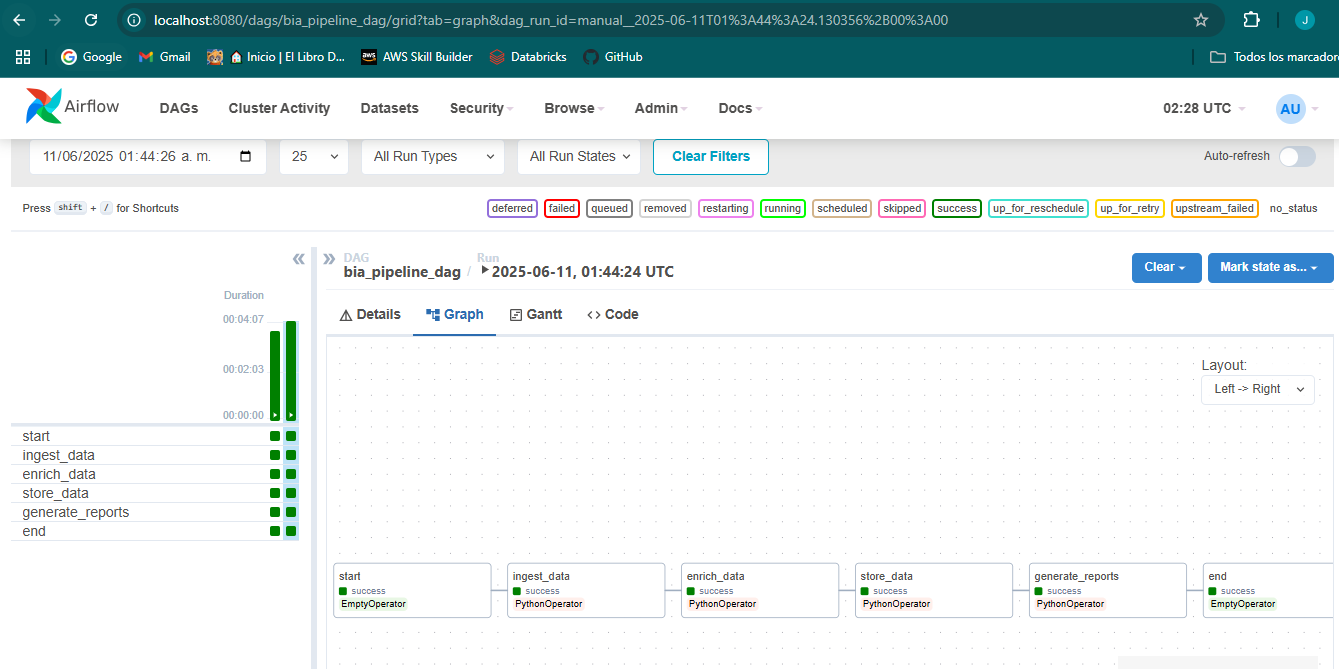 localhost:8080/dags/bia_pipeline_dag/grid?tab=graph&dag_run_id=manual__2025-06-11T01%3A44%3A24.130356%2B00%3A00
J
Google Gmail Inicio | El Libro D... aws AWS Skill Builder Databricks GitHub Todos los marcador
Airflow DAGs Cluster Activity Datasets Security Browse Admin Docs 02:28 UTC AU
11/06/2025 01:44:26 a. m. 25 All Run Types All Run States Clear Filters Auto-refresh
Press shift + / for Shortcuts deferred failed queued removed restarting running scheduled skipped success up_for_reschedule up_for_retry upstream_failed no_status
DAG Run
bia_pipeline_dag / 2025-06-11, 01:44:24 UTC
Clear Mark state as...
Duration
00:04:07
00:02:03
00:00:00
start
ingest_data
enrich_data
store_data
generate_reports
end
Details Graph Gantt Code
Layout:
Left -> Right
start
success
EmptyOperator
ingest_data
success
PythonOperator
enrich_data
success
PythonOperator
store_data
success
PythonOperator
generate_reports
success
PythonOperator
end
success
EmptyOperator